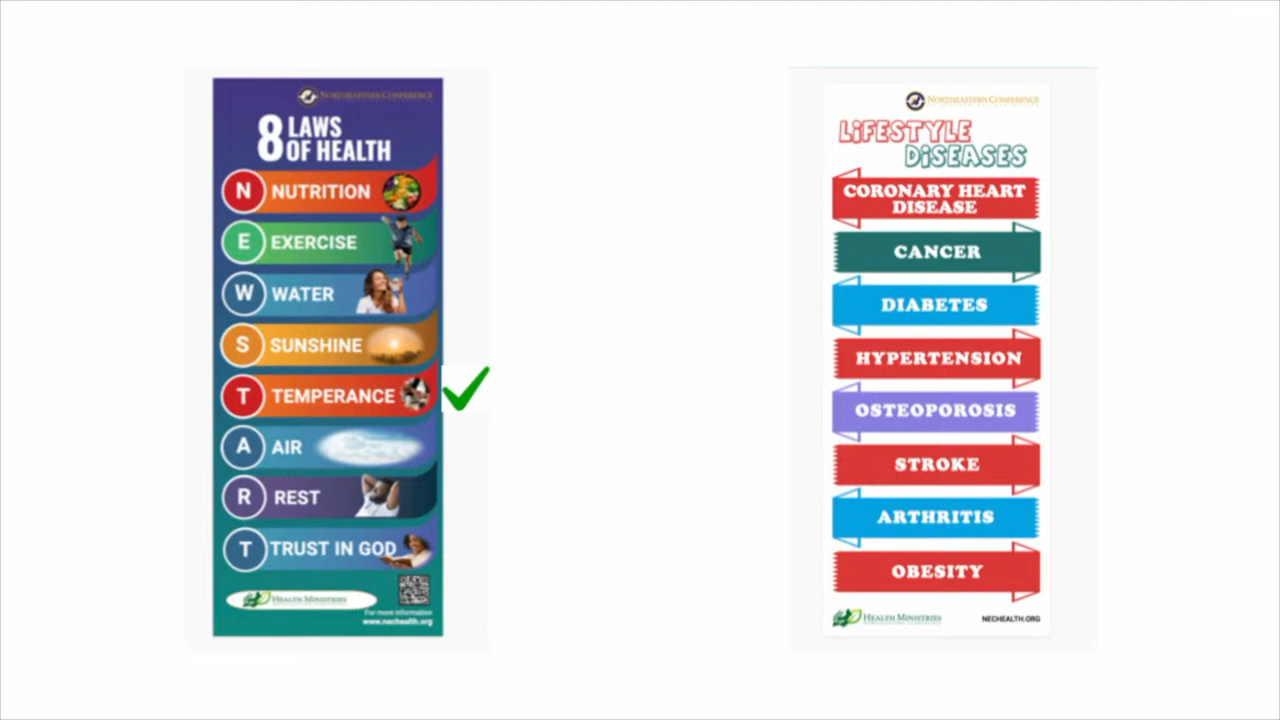 NORTHEASTERN CONFERENCE
8 LAWS
OF HEALTH
N NUTRITION
E EXERCISE
W WATER
S SUNSHINE
T TEMPERANCE
A AIR
R REST
T TRUST IN GOD
HEALTH MINISTRIES
For more information
www.nechealth.org
NORTHEASTERN CONFERENCE
LiFESTYLE
DiSEASES
CORONARY HEART
DISEASE
CANCER
DIABETES
HYPERTENSION
OSTEOPOROSIS
STROKE
ARTHRITIS
OBESITY
HEALTH MINISTRIES
NECHEALTH.ORG